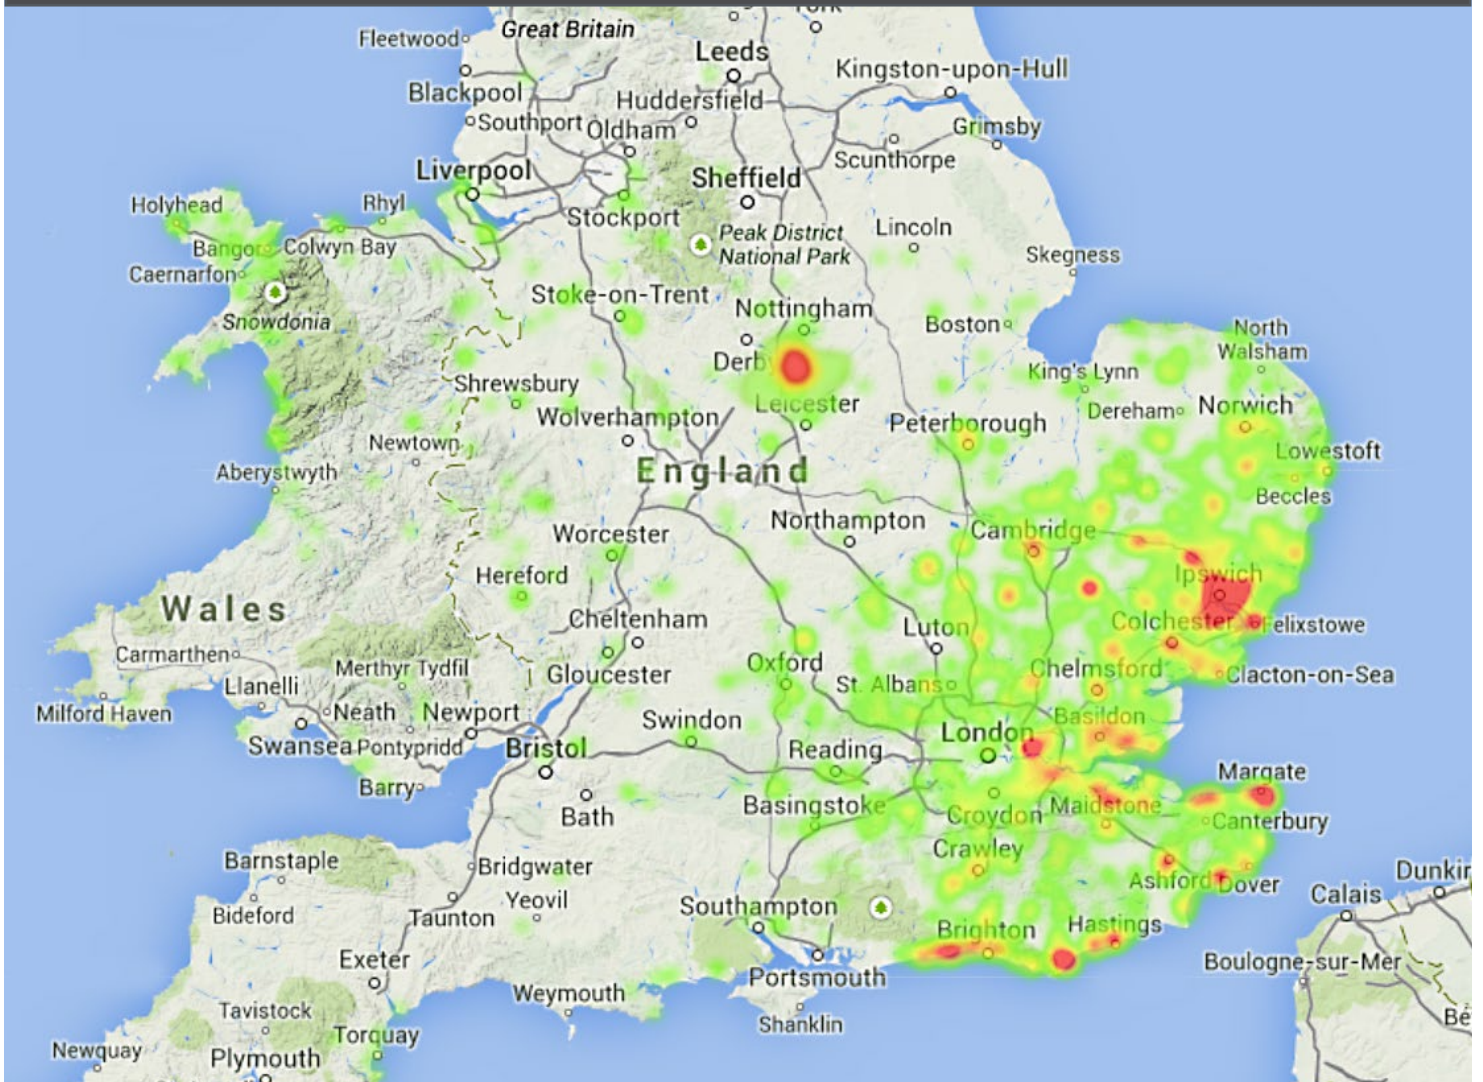 Great Britain
Fleetwood
Leeds
Kingston-upon-Hull
Blackpool
Huddersfield
Southport
Oldham
Grimsby
Scunthorpe
Liverpool
Sheffield
Holyhead
Rhyl
Stockport
Peak District
National Park
Lincoln
Bangor
Colwyn Bay
Skegness
Caernarfon
Stoke-on-Trent
Nottingham
Snowdonia
Boston
North
Walsham
Derby
King's Lynn
Shrewsbury
Leicester
Dereham
Norwich
Wolverhampton
Peterborough
Newtown
Lowestoft
Aberystwyth
England
Beccles
Worcester
Northampton
Cambridge
Hereford
Ipswich
Wales
Cheltenham
Luton
Colchester
Felixstowe
Carmarthen
Merthyr Tydfil
Gloucester
Oxford
Chelmsford
Clacton-on-Sea
Llanelli
St. Albans
Milford Haven
Neath
Newport
Swindon
Basildon
Swansea
Pontypridd
Bristol
Reading
London
Margate
Barry
Bath
Basingstoke
Croydon
Maidstone
Canterbury
Barnstaple
Bridgwater
Crawley
Ashford
Dover
Calais
Bideford
Taunton
Yeovil
Southampton
Brighton
Hastings
Exeter
Portsmouth
Boulogne-sur-Mer
Weymouth
Tavistock
Shanklin
Torquay
Newquay
Plymouth